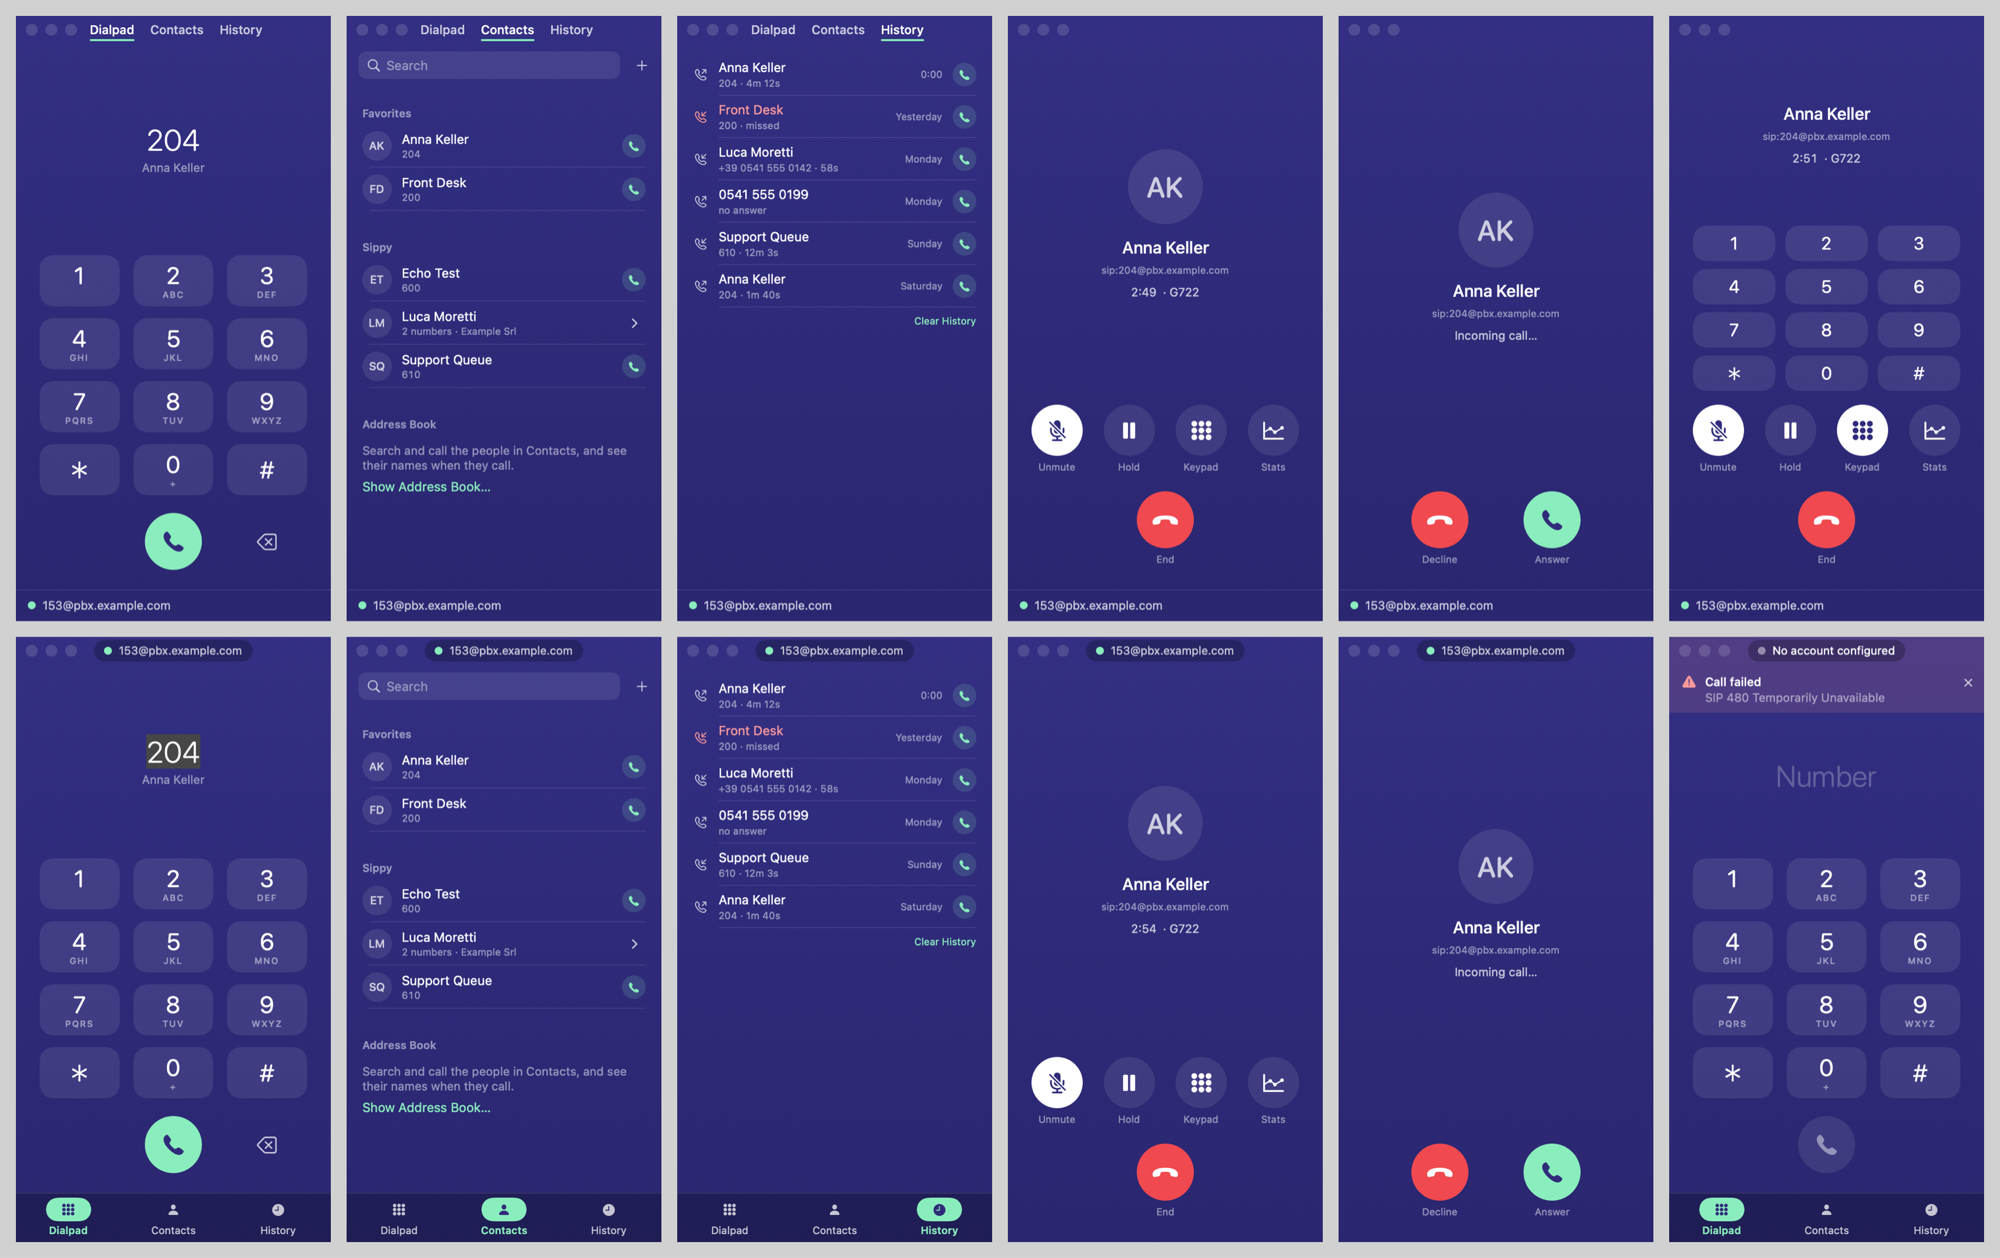 Dialpad Contacts History
204
Anna Keller
1 2 3
ABC DEF
4 5 6
GHI JKL MNO
7 8 9
PQRS TUV WXYZ
* 0 #
+
153@pbx.example.com
Dialpad Contacts History
Search +
Favorites
AK Anna Keller
204
FD Front Desk
200
Sippy
ET Echo Test
600
LM Luca Moretti
2 numbers · Example Srl
SQ Support Queue
610
Address Book
Search and call the people in Contacts, and see
their names when they call.
Show Address Book...
153@pbx.example.com
Dialpad Contacts History
Anna Keller 0:00
204 · 4m 12s
Front Desk Yesterday
200 · missed
Luca Moretti Monday
+39 0541 555 0142 · 58s
0541 555 0199 Monday
no answer
Support Queue Sunday
610 · 12m 3s
Anna Keller Saturday
204 · 1m 40s
Clear History
153@pbx.example.com
AK
Anna Keller
sip:204@pbx.example.com
2:49 · G722
Unmute Hold Keypad Stats
End
153@pbx.example.com
AK
Anna Keller
sip:204@pbx.example.com
Incoming call...
Decline Answer
153@pbx.example.com
Anna Keller
sip:204@pbx.example.com
2:51 · G722
1 2 3
4 5 6
7 8 9
* 0 #
Unmute Hold Keypad Stats
End
153@pbx.example.com
153@pbx.example.com
204
Anna Keller
1 2 3
ABC DEF
4 5 6
GHI JKL MNO
7 8 9
PQRS TUV WXYZ
* 0 #
+
Dialpad Contacts History
153@pbx.example.com
Search +
Favorites
AK Anna Keller
204
FD Front Desk
200
Sippy
ET Echo Test
600
LM Luca Moretti
2 numbers · Example Srl
SQ Support Queue
610
Address Book
Search and call the people in Contacts, and see
their names when they call.
Show Address Book...
Dialpad Contacts History
153@pbx.example.com
Anna Keller 0:00
204 · 4m 12s
Front Desk Yesterday
200 · missed
Luca Moretti Monday
+39 0541 555 0142 · 58s
0541 555 0199 Monday
no answer
Support Queue Sunday
610 · 12m 3s
Anna Keller Saturday
204 · 1m 40s
Clear History
Dialpad Contacts History
153@pbx.example.com
AK
Anna Keller
sip:204@pbx.example.com
2:54 · G722
Unmute Hold Keypad Stats
End
153@pbx.example.com
AK
Anna Keller
sip:204@pbx.example.com
Incoming call...
Decline Answer
No account configured
Call failed
SIP 480 Temporarily Unavailable
Number
1 2 3
ABC DEF
4 5 6
GHI JKL MNO
7 8 9
PQRS TUV WXYZ
* 0 #
+
Dialpad Contacts History